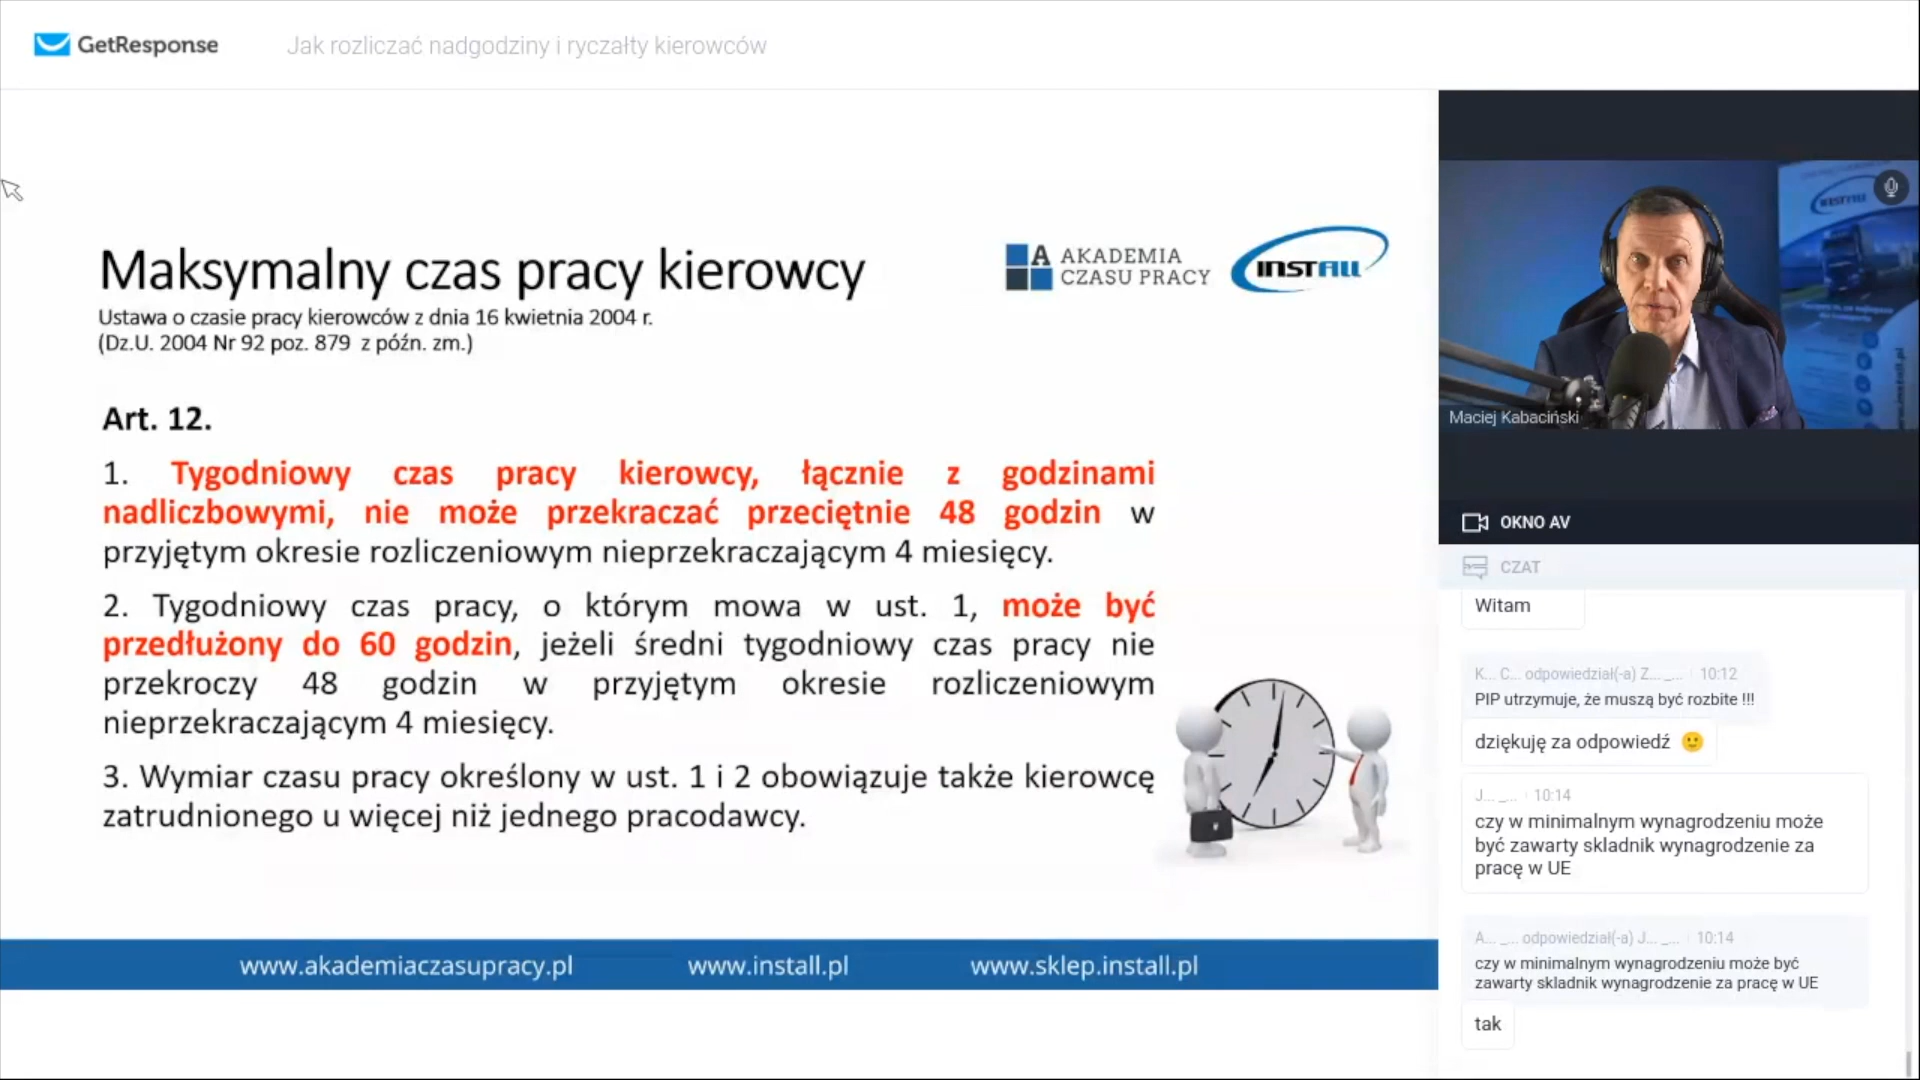 GetResponse
Jak rozliczać nadgodziny i ryczałty kierowców
Maksymalny czas pracy kierowcy
Ustawa o czasie pracy kierowców z dnia 16 kwietnia 2004 r.
(Dz.U. 2004 Nr 92 poz. 879 z późn. zm.)
A AKADEMIA
CZASU PRACY
INSTALL
Art. 12.
1. Tygodniowy czas pracy kierowcy, łącznie z godzinami
nadliczbowymi, nie może przekraczać przeciętnie 48 godzin w
przyjętym okresie rozliczeniowym nieprzekraczającym 4 miesięcy.
2. Tygodniowy czas pracy, o którym mowa w ust. 1, może być
przedłużony do 60 godzin, jeżeli średni tygodniowy czas pracy nie
przekroczy 48 godzin w przyjętym okresie rozliczeniowym
nieprzekraczającym 4 miesięcy.
3. Wymiar czasu pracy określony w ust. 1 i 2 obowiązuje także kierowcę
zatrudnionego u więcej niż jednego pracodawcy.
www.akademiaczasupracy.pl
www.install.pl
www.sklep.install.pl
INSTALL
Maciej Kabaciński
OKNO AV
CZAT
Witam
K... C... odpowiedział(-a) Z... _... 10:12
PIP utrzymuje, że muszą być rozbite !!!
dziękuję za odpowiedź 🙂
J... _... 10:14
czy w minimalnym wynagrodzeniu może
być zawarty skladnik wynagrodzenie za
pracę w UE
A... _... odpowiedział(-a) J... _... 10:14
czy w minimalnym wynagrodzeniu może być
zawarty skladnik wynagrodzenie za pracę w UE
tak